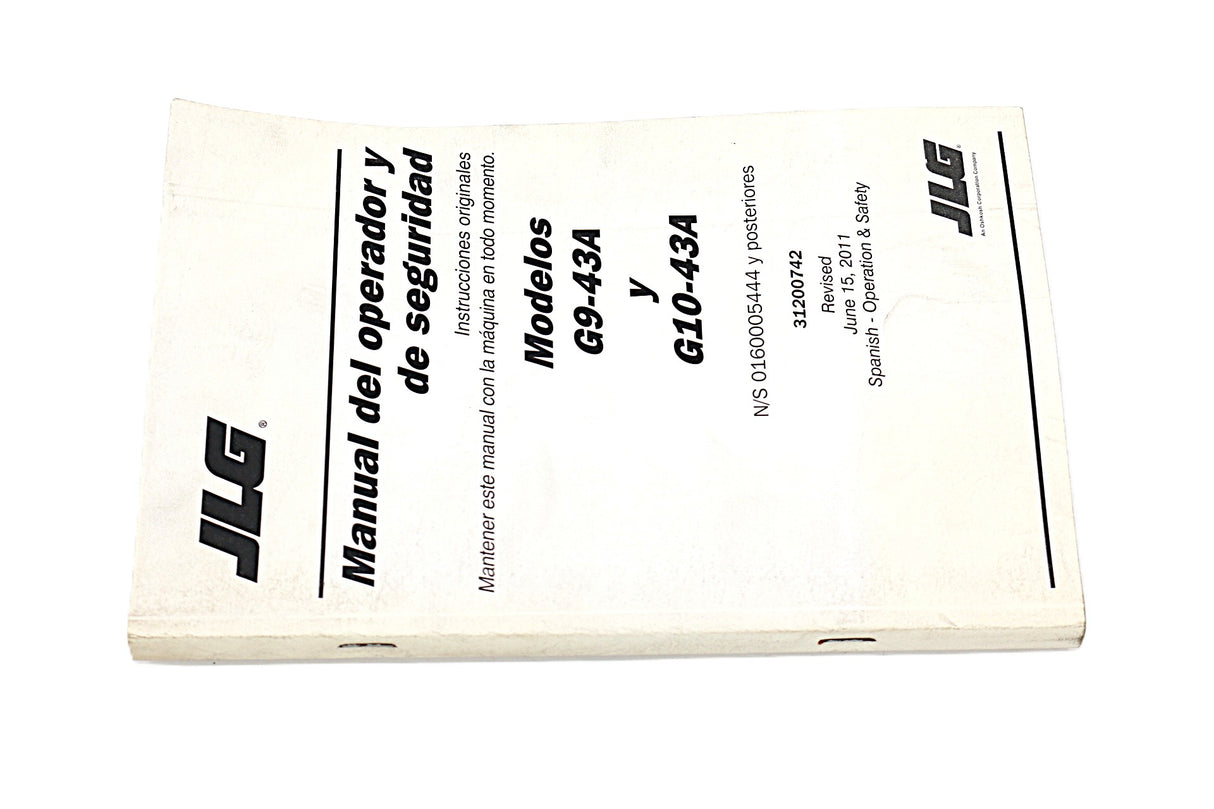 JLG®
Manual del operador y
de seguridad
Instrucciones originales
Mantener este manual con la máquina en todo momento.
Modelos
G9-43A
y
G10-43A
N/S 0160005444 y posteriores
31200742
Revised
June 15, 2011
Spanish - Operation & Safety
JLG®
An Oshkosh Corporation Company